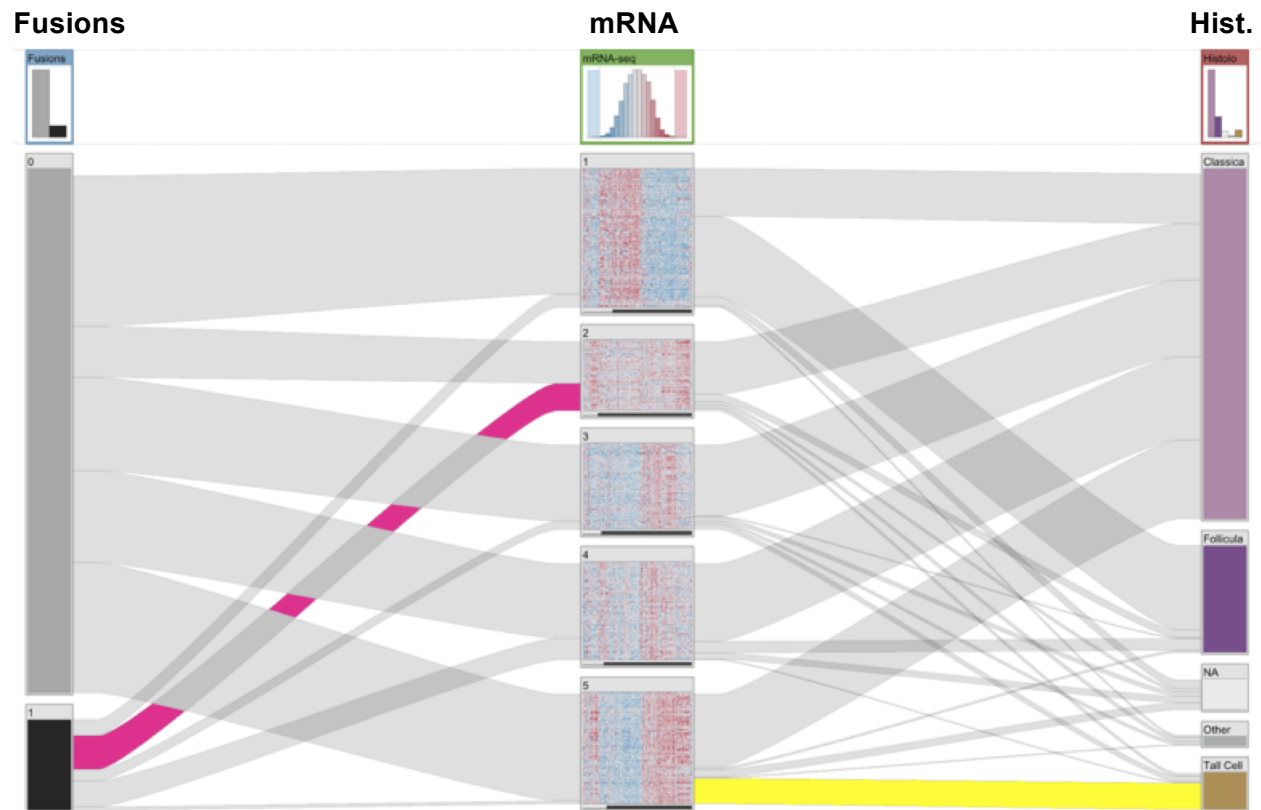 Fusions mRNA Hist.
Fusions mRNA-seq Histolo
0 1 Classica
2
3
Follicula
4
NA
5
1
Other
Tall Cell